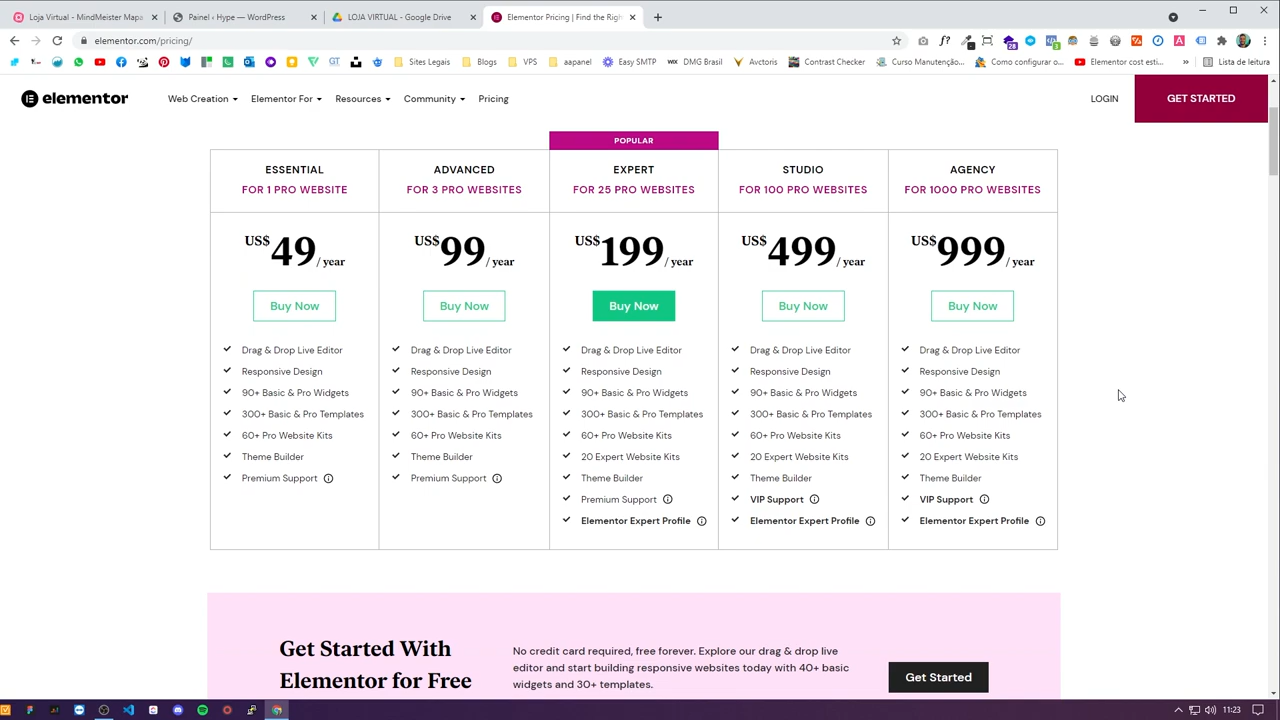 Loja Virtual - MindMeister Mapa
Painel ‹ Hype — WordPress
LOJA VIRTUAL - Google Drive
Elementor Pricing | Find the Righ
elementor.com/pricing/
28
3
Sites Legais
Blogs
VPS
aapanel
Easy SMTP
WIX DMG Brasil
Avctoris
Contrast Checker
Curso Manutenção...
Como configurar o...
Elementor cost esti...
Lista de leitura
elementor
Web Creation
Elementor For
Resources
Community
Pricing
LOGIN
GET STARTED
POPULAR
ESSENTIAL
FOR 1 PRO WEBSITE
US$49/ year
Buy Now
Drag & Drop Live Editor
Responsive Design
90+ Basic & Pro Widgets
300+ Basic & Pro Templates
60+ Pro Website Kits
Theme Builder
Premium Support
ADVANCED
FOR 3 PRO WEBSITES
US$99/ year
Buy Now
Drag & Drop Live Editor
Responsive Design
90+ Basic & Pro Widgets
300+ Basic & Pro Templates
60+ Pro Website Kits
Theme Builder
Premium Support
EXPERT
FOR 25 PRO WEBSITES
US$199/ year
Buy Now
Drag & Drop Live Editor
Responsive Design
90+ Basic & Pro Widgets
300+ Basic & Pro Templates
60+ Pro Website Kits
20 Expert Website Kits
Theme Builder
Premium Support
Elementor Expert Profile
STUDIO
FOR 100 PRO WEBSITES
US$499/ year
Buy Now
Drag & Drop Live Editor
Responsive Design
90+ Basic & Pro Widgets
300+ Basic & Pro Templates
60+ Pro Website Kits
20 Expert Website Kits
Theme Builder
VIP Support
Elementor Expert Profile
AGENCY
FOR 1000 PRO WEBSITES
US$999/ year
Buy Now
Drag & Drop Live Editor
Responsive Design
90+ Basic & Pro Widgets
300+ Basic & Pro Templates
60+ Pro Website Kits
20 Expert Website Kits
Theme Builder
VIP Support
Elementor Expert Profile
Get Started With
Elementor for Free
No credit card required, free forever. Explore our drag & drop live
editor and start building responsive websites today with 40+ basic
widgets and 30+ templates.
Get Started
11:23